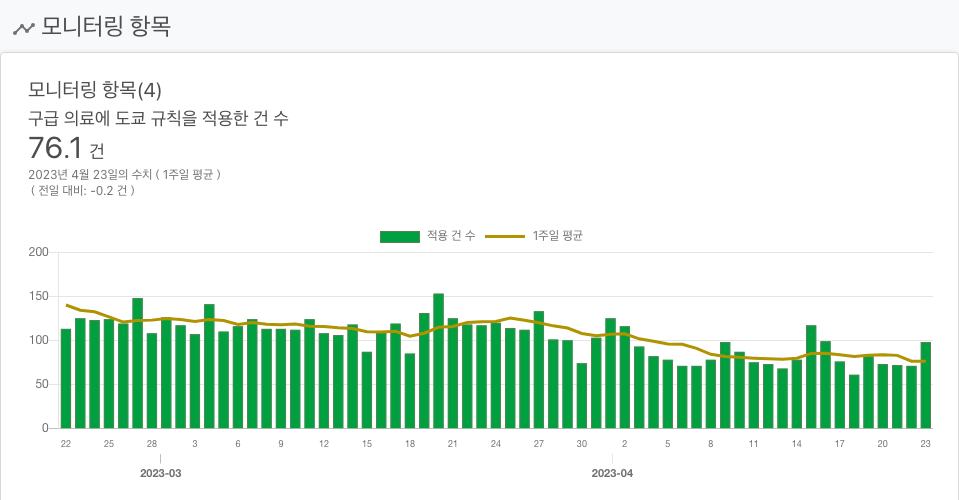 모니터링 항목
모니터링 항목(4)
구급 의료에 도쿄 규칙을 적용한 건 수
76.1 건
2023년 4월 23일의 수치 ( 1주일 평균 )
( 전일 대비: -0.2 건 )
적용 건 수 1주일 평균
200
150
100
50
0
22 25 28 3 6 9 12 15 18 21 24 27 30 2 5 8 11 14 17 20 23
2023-03 2023-04